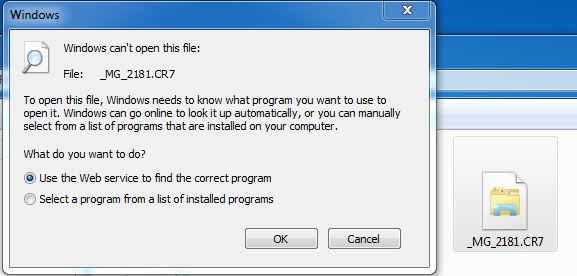 Windows
Windows can't open this file:
File: _MG_2181.CR7
To open this file, Windows needs to know what program you want to use to
open it. Windows can go online to look it up automatically, or you can manually
select from a list of programs that are installed on your computer.
What do you want to do?
Use the Web service to find the correct program
Select a program from a list of installed programs
OK
Cancel
_MG_2181.CR7